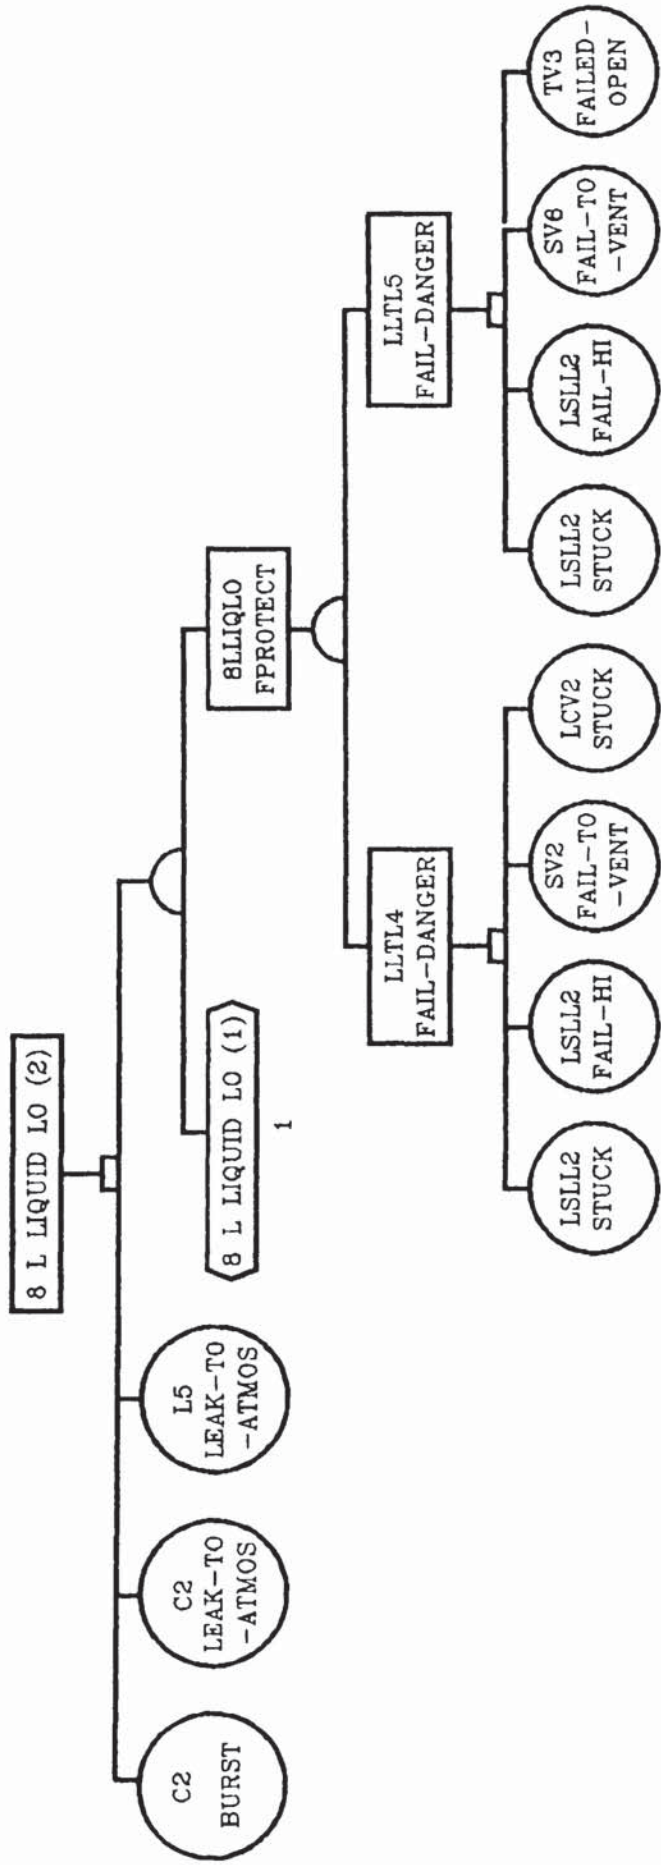 8 L LIQUID LO (2)
C2
BURST
C2
LEAK-TO
-ATMOS
L5
LEAK-TO
-ATMOS
8 L LIQUID LO (1)
1
8LLIQLO
FPROTECT
LLTL4
FAIL-DANGER
LLTL5
FAIL-DANGER
LSLL2
STUCK
LSLL2
FAIL-HI
SV2
FAIL-TO
-VENT
LCV2
STUCK
LSLL2
STUCK
LSLL2
FAIL-HI
SV6
FAIL-TO
-VENT
TV3
FAILED-
OPEN